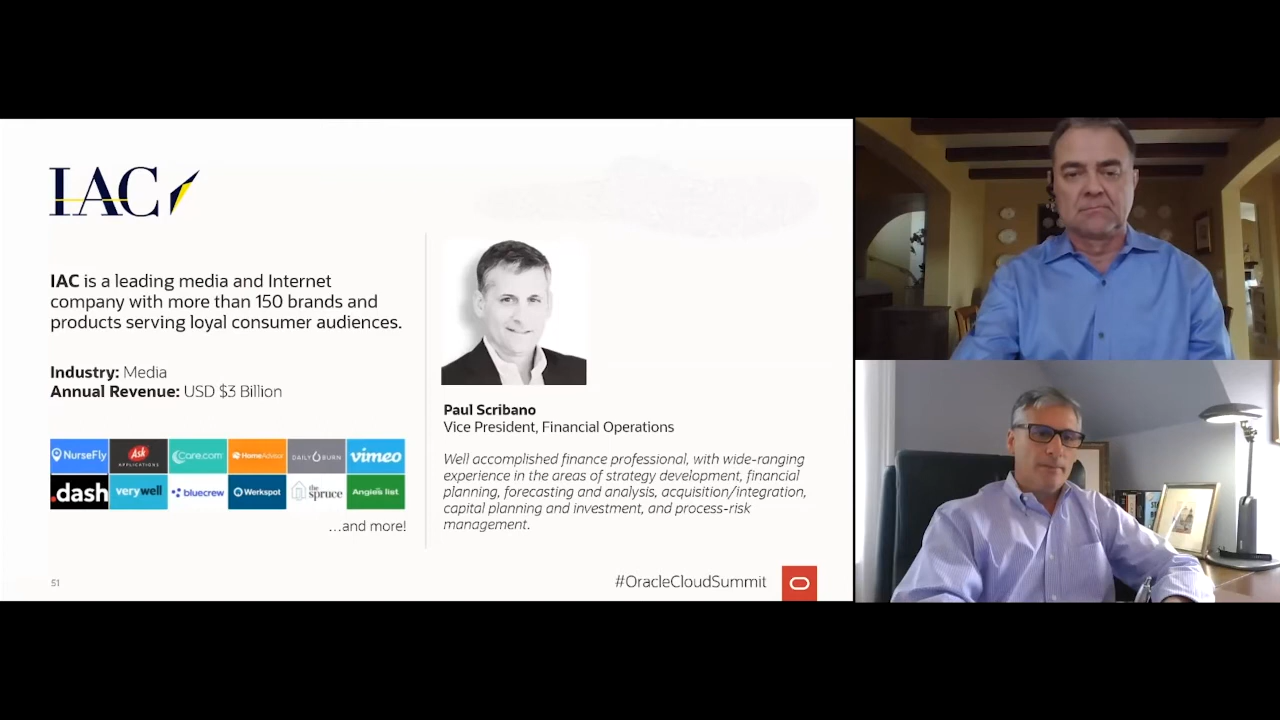 IAC
IAC is a leading media and Internet
company with more than 150 brands and
products serving loyal consumer audiences.
Industry: Media
Annual Revenue: USD $3 Billion
NurseFly
Ask
APPLICATIONS
Care.com
HomeAdvisor
DAILY BURN
vimeo
.dash
verywell
bluecrew
Werkspot
the
spruce
Angie's list
...and more!
Paul Scribano
Vice President, Financial Operations
Well accomplished finance professional, with wide-ranging
experience in the areas of strategy development, financial
planning, forecasting and analysis, acquisition/integration,
capital planning and investment, and process-risk
management.
51
#OracleCloudSummit